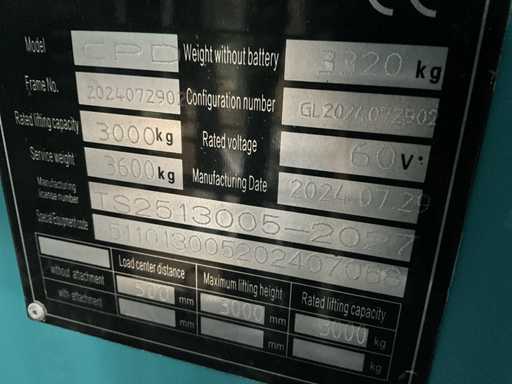 CE
Model CPD Weight without battery 3320 kg
Frame No. 202407290 Configuration number GL2024072902
Rated lifting capacity 3000 kg Rated voltage 60 V
Service weight 3600 kg Manufacturing Date 2024.07.29
Manufacturing license number TS2513005-2027
Special Equipment code
Load center distance Maximum lifting height Rated lifting capacity
without attachment 500 mm 3000 mm 3000 kg
with attachment mm mm kg